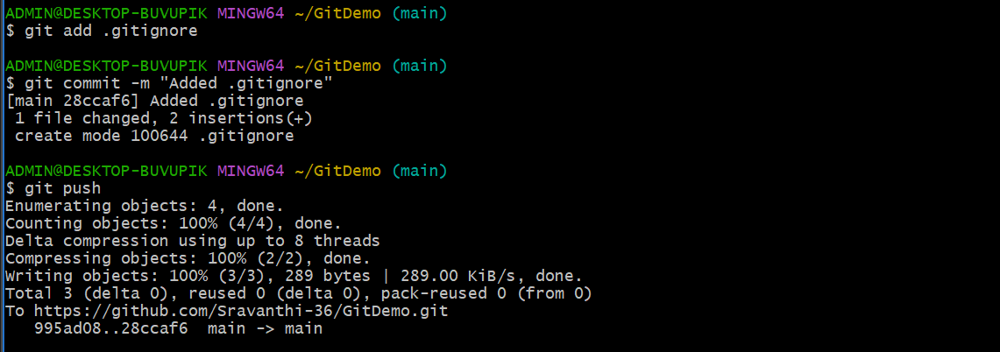 ADMIN@DESKTOP-BUVUPIK MINGW64 ~/GitDemo (main)
$ git add .gitignore
ADMIN@DESKTOP-BUVUPIK MINGW64 ~/GitDemo (main)
$ git commit -m "Added .gitignore"
[main 28ccaf6] Added .gitignore
 1 file changed, 2 insertions(+)
 create mode 100644 .gitignore
ADMIN@DESKTOP-BUVUPIK MINGW64 ~/GitDemo (main)
$ git push
Enumerating objects: 4, done.
Counting objects: 100% (4/4), done.
Delta compression using up to 8 threads
Compressing objects: 100% (2/2), done.
Writing objects: 100% (3/3), 289 bytes | 289.00 KiB/s, done.
Total 3 (delta 0), reused 0 (delta 0), pack-reused 0 (from 0)
To https://github.com/Sravanthi-36/GitDemo.git
   995ad08..28ccaf6  main -> main